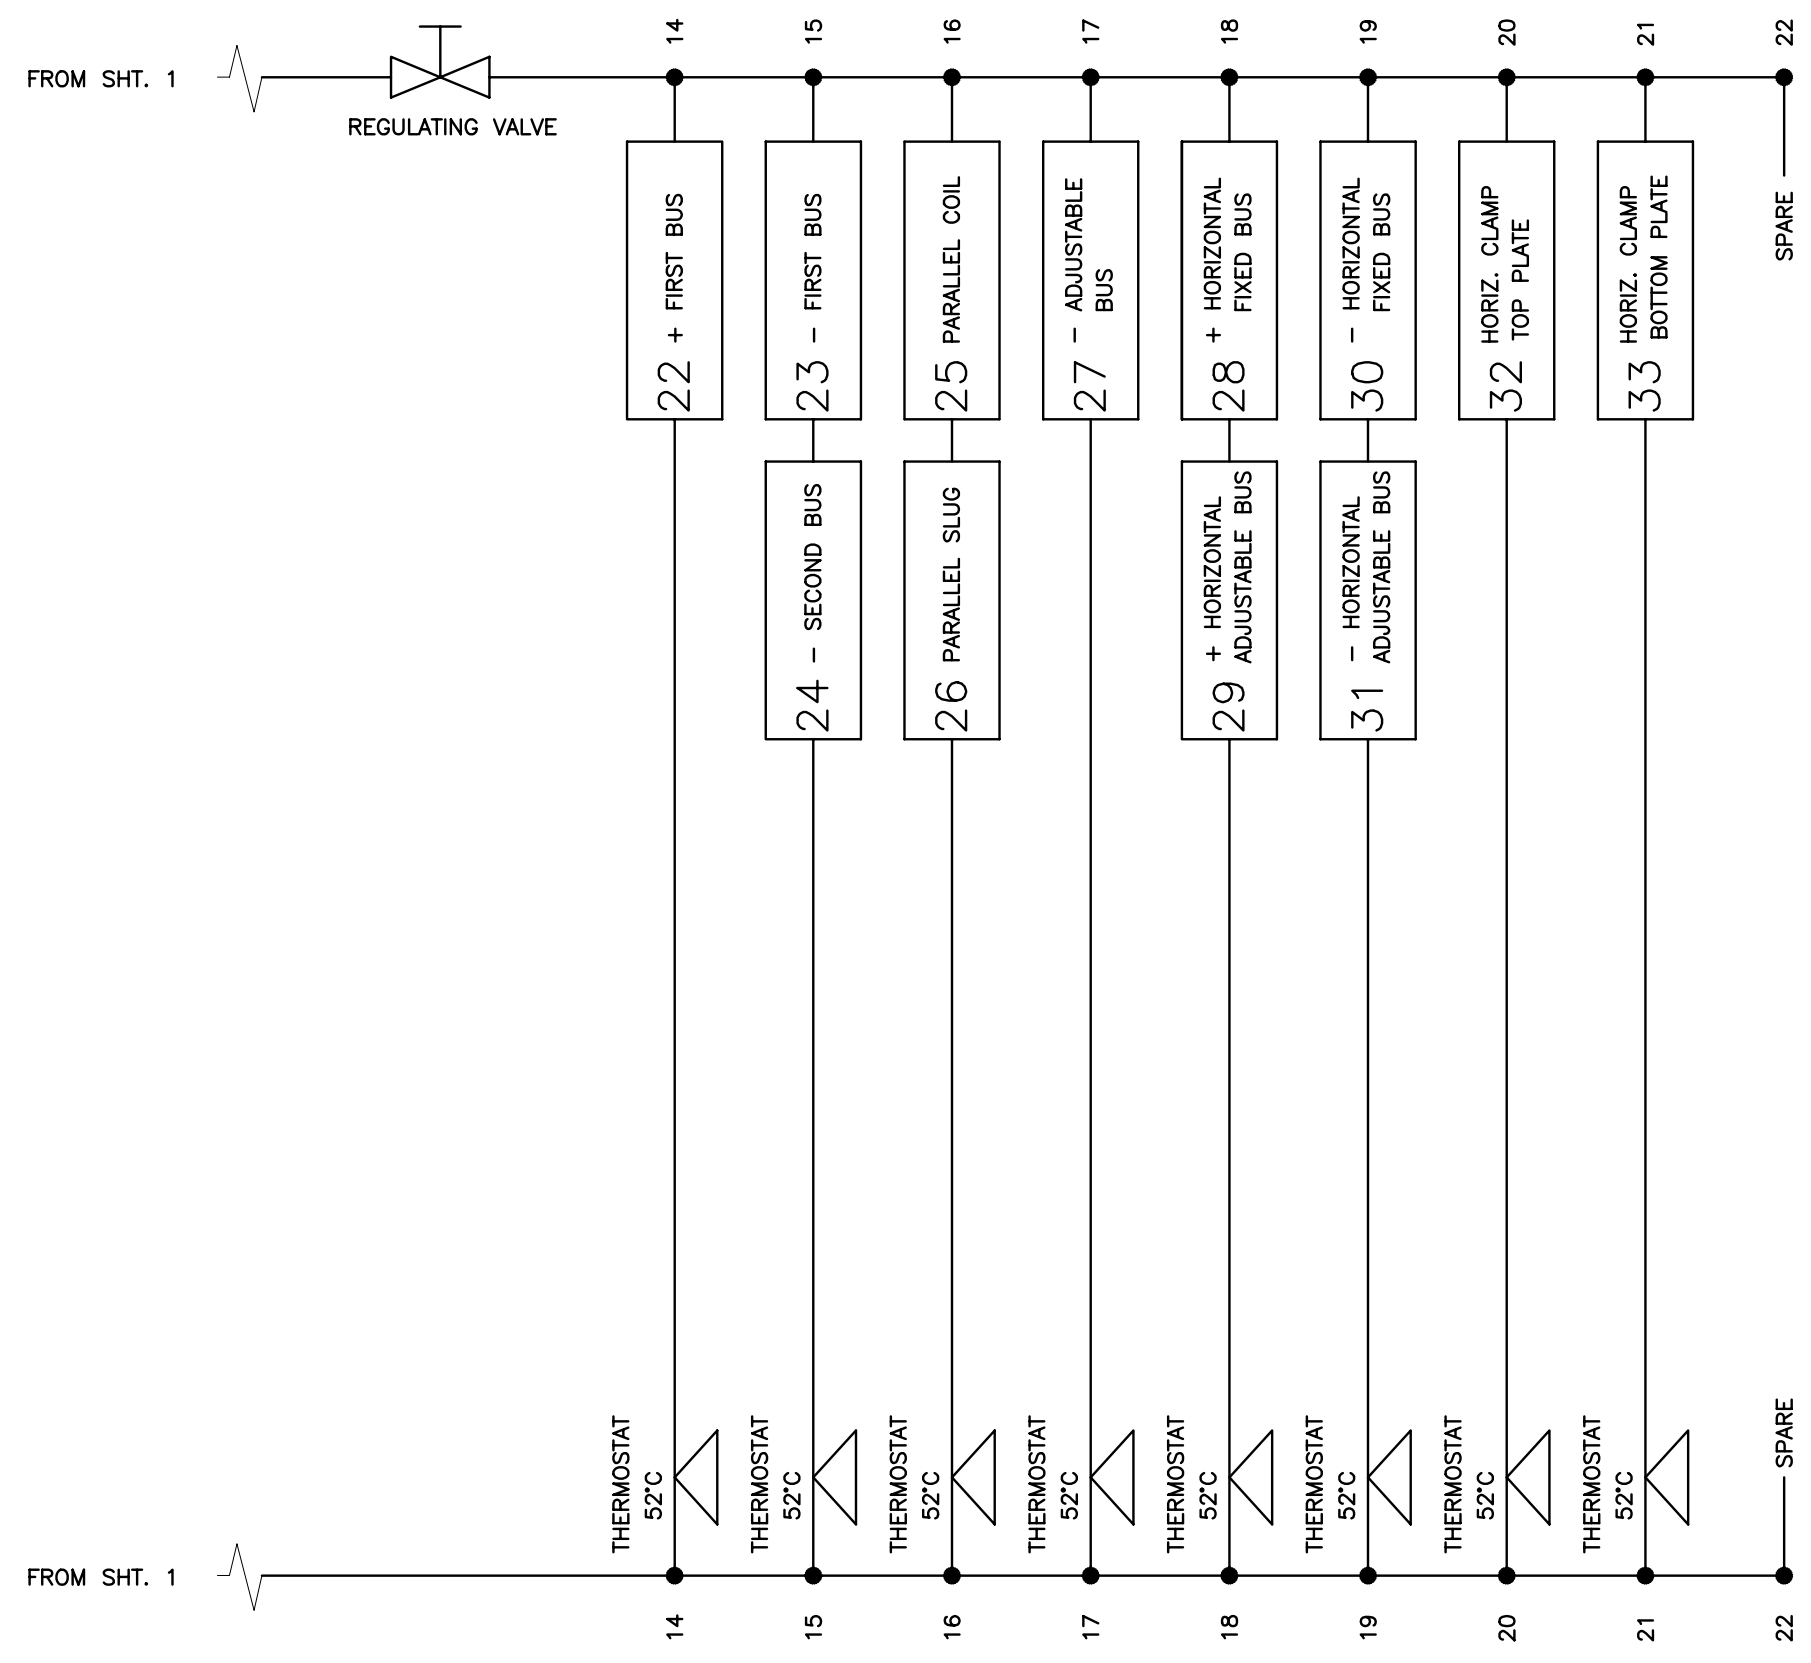 FROM SHT. 1
REGULATING VALVE
14
15
16
17
18
19
20
21
22
22 + FIRST BUS
23 - FIRST BUS
25 PARALLEL COIL
27 - ADJUSTABLE
BUS
28 + HORIZONTAL
FIXED BUS
30 - HORIZONTAL
FIXED BUS
32 HORIZ. CLAMP
TOP PLATE
33 HORIZ. CLAMP
BOTTOM PLATE
SPARE
24 - SECOND BUS
26 PARALLEL SLUG
29 + HORIZONTAL
ADJUSTABLE BUS
31 - HORIZONTAL
ADJUSTABLE BUS
THERMOSTAT
52°C
THERMOSTAT
52°C
THERMOSTAT
52°C
THERMOSTAT
52°C
THERMOSTAT
52°C
THERMOSTAT
52°C
THERMOSTAT
52°C
THERMOSTAT
52°C
SPARE
FROM SHT. 1
14
15
16
17
18
19
20
21
22